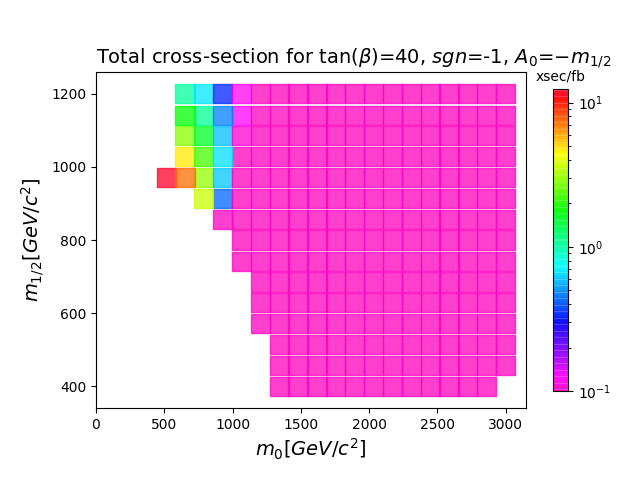 Total cross-section for tan(β)=40, sgn=-1, A₀=−m₁/₂
xsec/fb
10¹
10⁰
10⁻¹
1200
1000
800
600
400
m₁/₂[GeV/c²]
0 500 1000 1500 2000 2500 3000
m₀[GeV/c²]